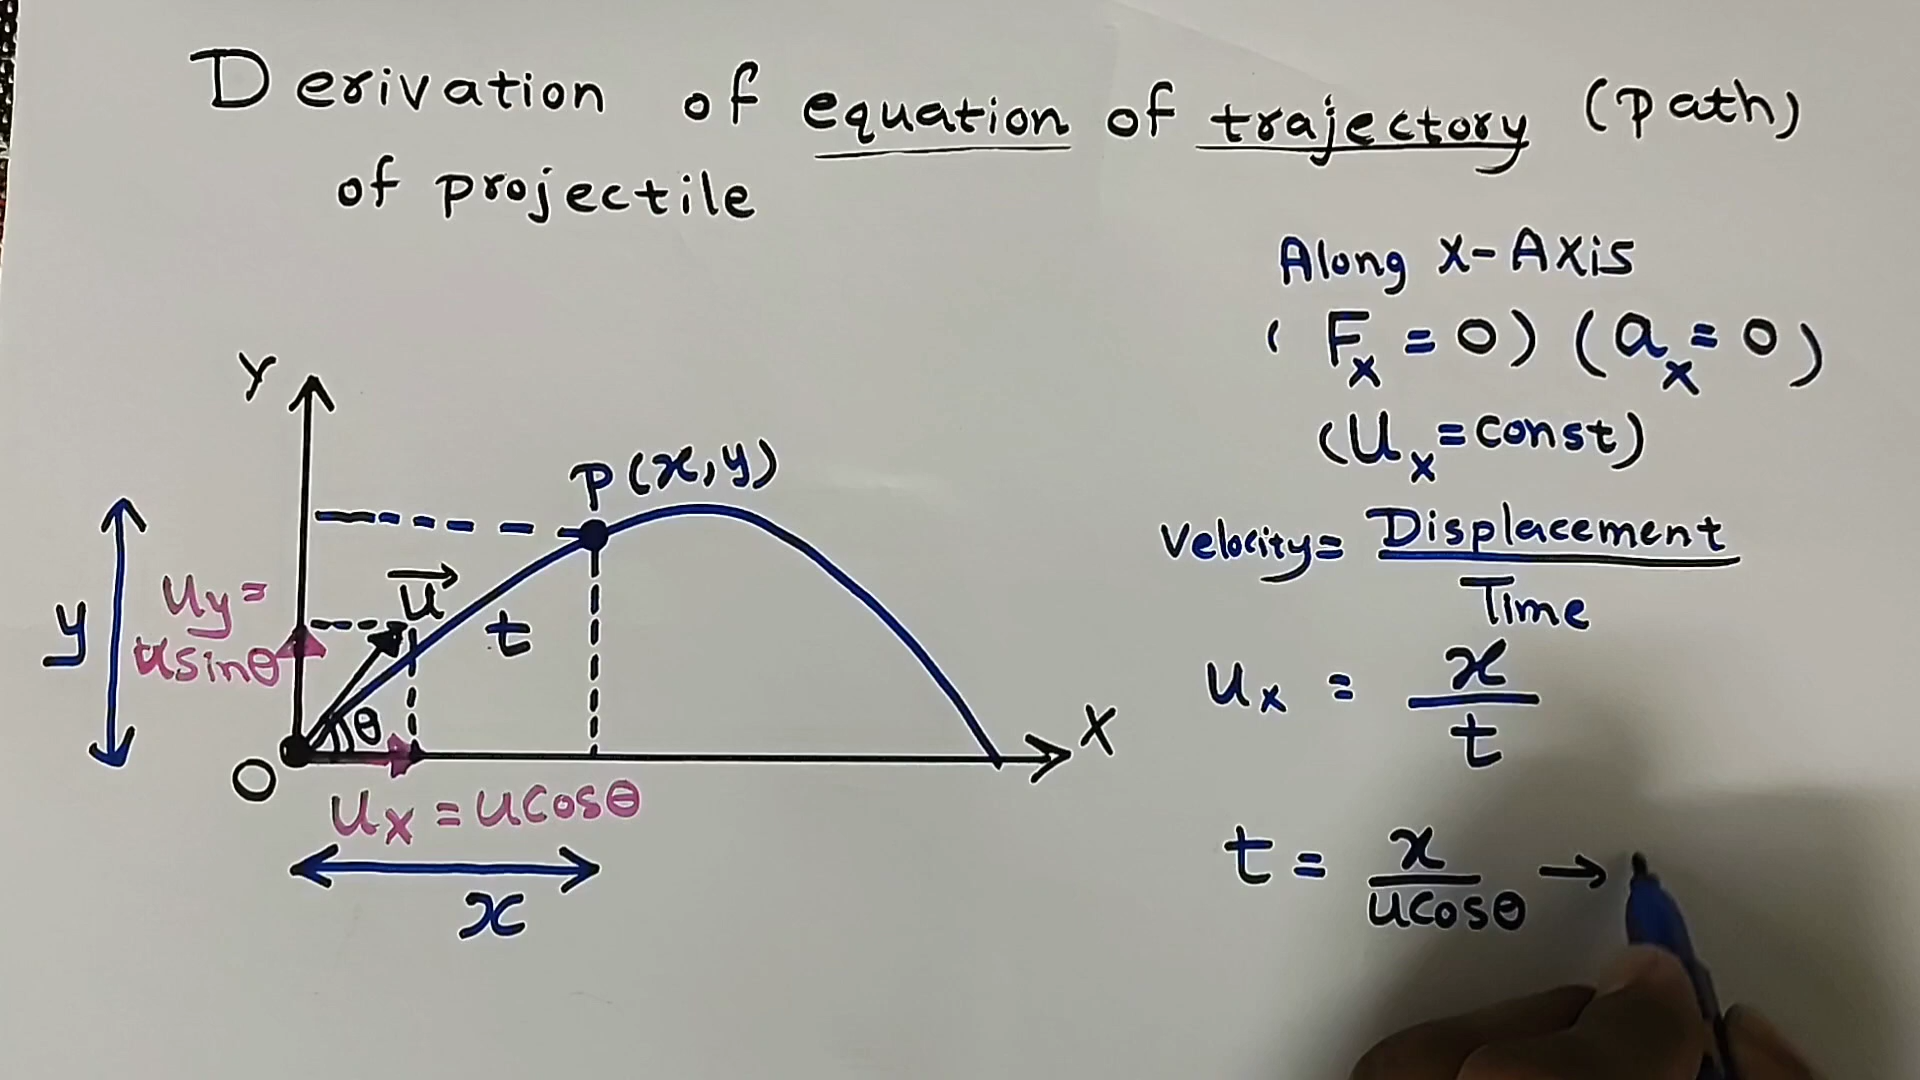 Derivation of equation of trajectory (path)
of projectile
Along X-Axis
(Fx = 0) (ax = 0)
(Ux = const)
Velocity = Displacement
Time
Ux = x
t
t = x →
ucosθ
Y
P(x,y)
u
t
y
Uy =
usinθ
θ
X
O
Ux = ucosθ
x